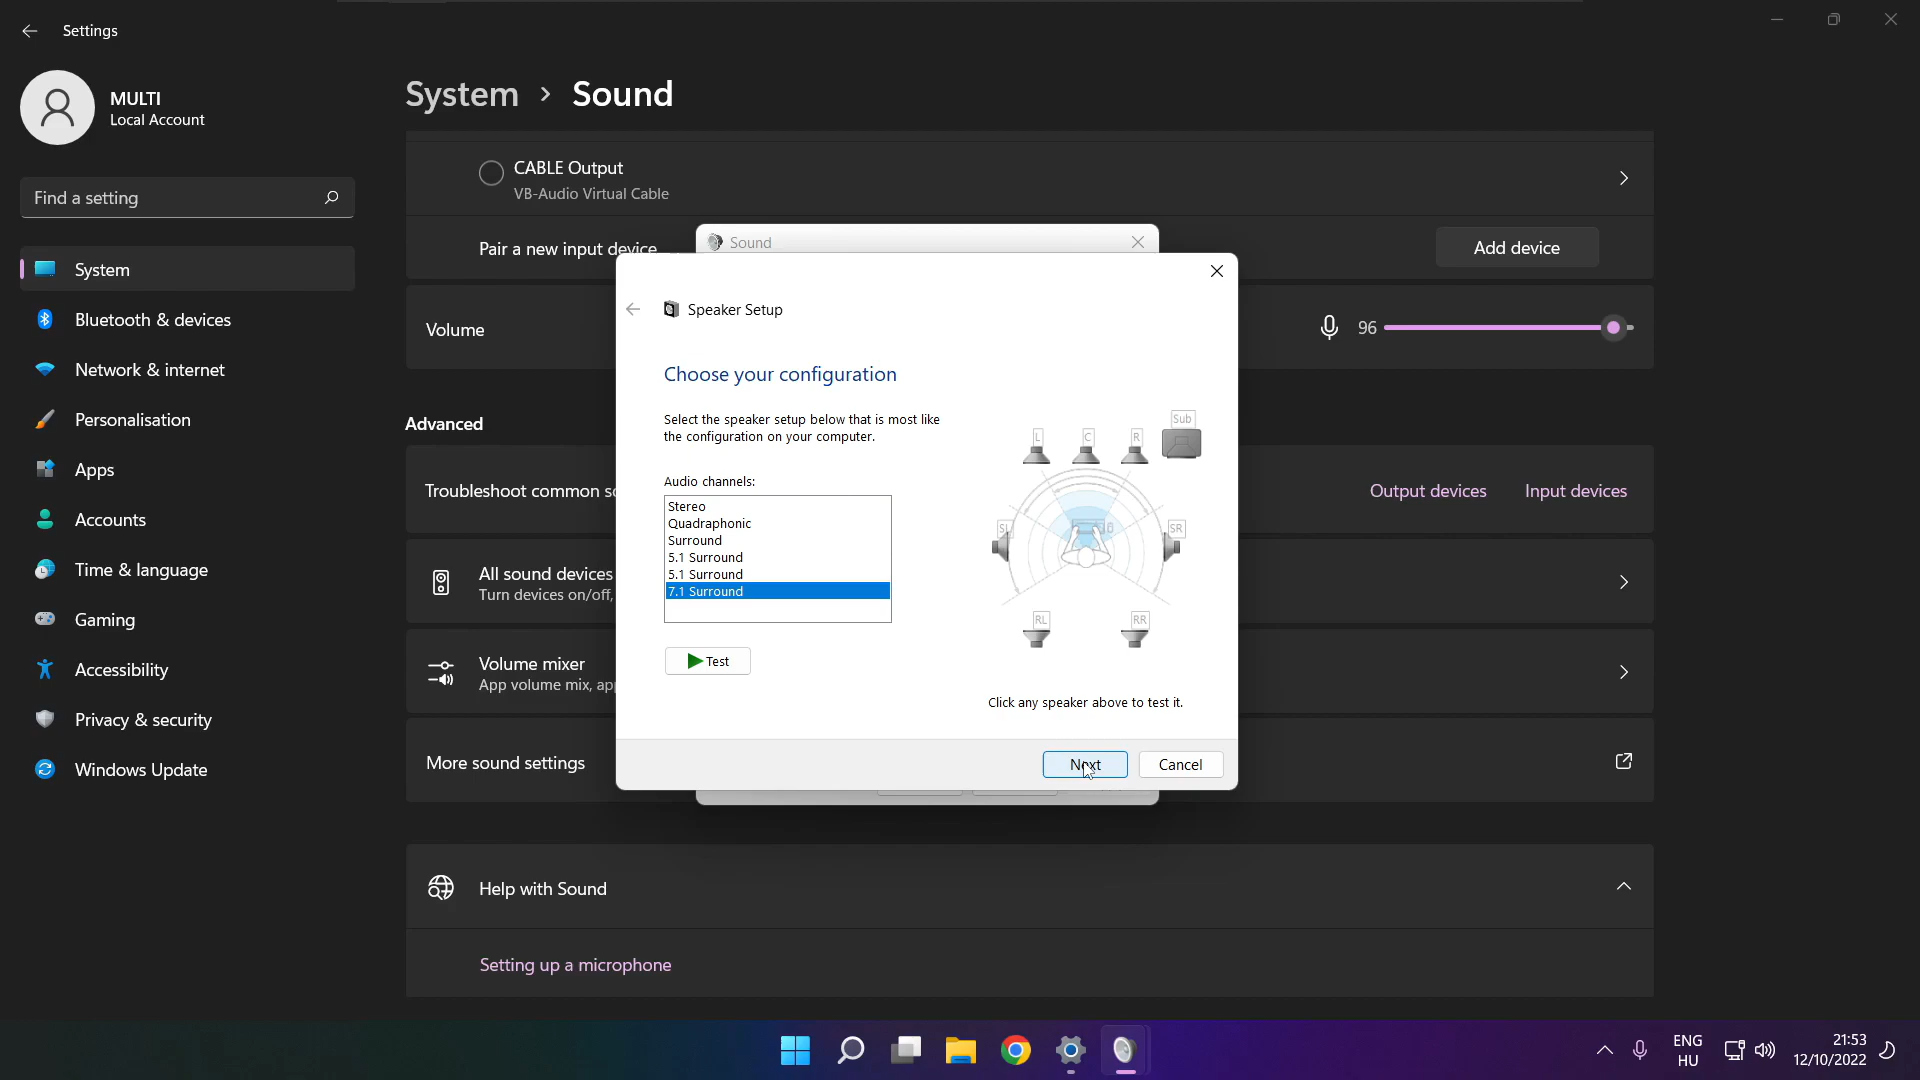 Settings
MULTI
Local Account
Find a setting
System
Bluetooth & devices
Network & internet
Personalisation
Apps
Accounts
Time & language
Gaming
Accessibility
Privacy & security
Windows Update
System > Sound
CABLE Output
VB-Audio Virtual Cable
Pair a new input device
Add device
Volume
96
Advanced
Troubleshoot common
Output devices
Input devices
All sound devices
Turn devices on/off,
Volume mixer
App volume mix,
More sound settings
Help with Sound
Setting up a microphone
Sound
Speaker Setup
Choose your configuration
Select the speaker setup below that is most like
the configuration on your computer.
Audio channels:
Stereo
Quadraphonic
Surround
5.1 Surround
5.1 Surround
7.1 Surround
Test
L
C
R
Sub
SL
SR
RL
RR
Click any speaker above to test it.
Next
Cancel
ENG
HU
21:53
12/10/2022